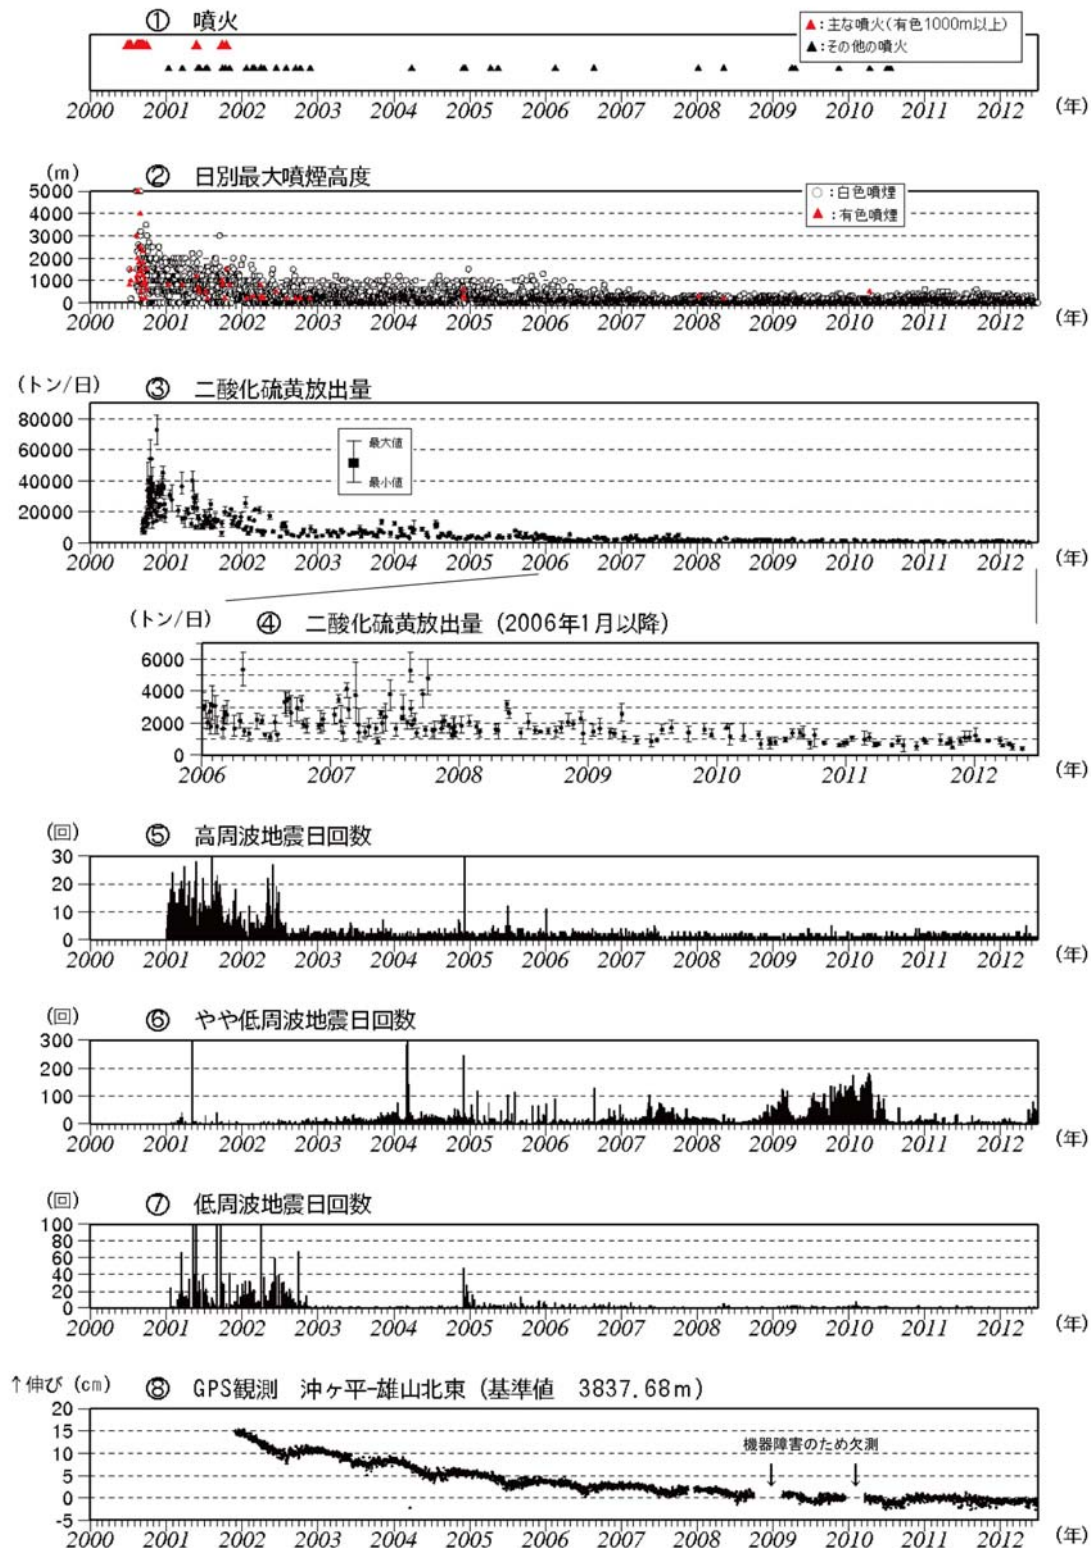 ① 噴火
▲：主な噴火(有色1000m以上)
▲：その他の噴火
2000 2001 2002 2003 2004 2005 2006 2007 2008 2009 2010 2011 2012 (年)
(m) ② 日別最大噴煙高度
○：白色噴煙
▲：有色噴煙
5000
4000
3000
2000
1000
0
2000 2001 2002 2003 2004 2005 2006 2007 2008 2009 2010 2011 2012 (年)
(トン/日) ③ 二酸化硫黄放出量
最大値
最小値
80000
60000
40000
20000
0
2000 2001 2002 2003 2004 2005 2006 2007 2008 2009 2010 2011 2012 (年)
(トン/日) ④ 二酸化硫黄放出量 (2006年1月以降)
6000
4000
2000
0
2006 2007 2008 2009 2010 2011 2012 (年)
(回) ⑤ 高周波地震日回数
30
20
10
0
2000 2001 2002 2003 2004 2005 2006 2007 2008 2009 2010 2011 2012 (年)
(回) ⑥ やや低周波地震日回数
300
200
100
0
2000 2001 2002 2003 2004 2005 2006 2007 2008 2009 2010 2011 2012 (年)
(回) ⑦ 低周波地震日回数
100
80
60
40
20
0
2000 2001 2002 2003 2004 2005 2006 2007 2008 2009 2010 2011 2012 (年)
↑伸び (cm) ⑧ GPS観測 沖ヶ平-雄山北東 (基準値 3837.68m)
20
15
10
5
0
-5
機器障害のため欠測
2000 2001 2002 2003 2004 2005 2006 2007 2008 2009 2010 2011 2012 (年)